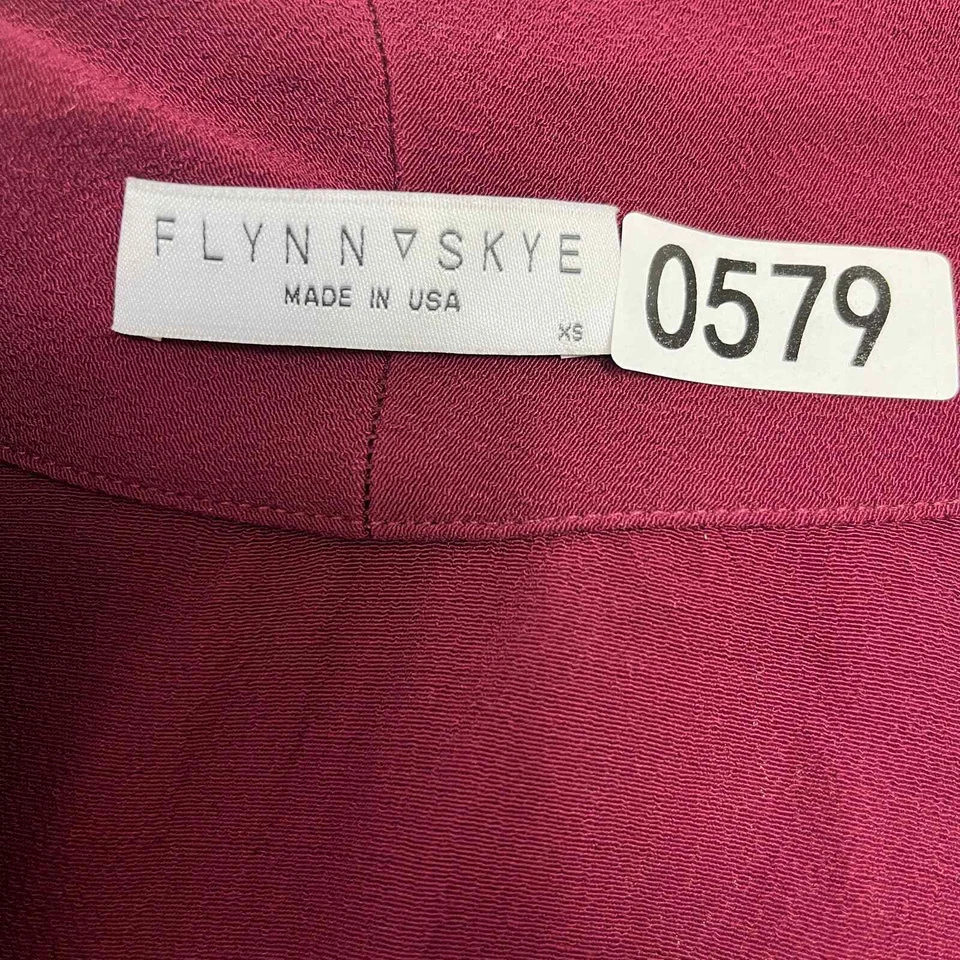 FLYNN ▽ SKYE
MADE IN USA
XS
0579